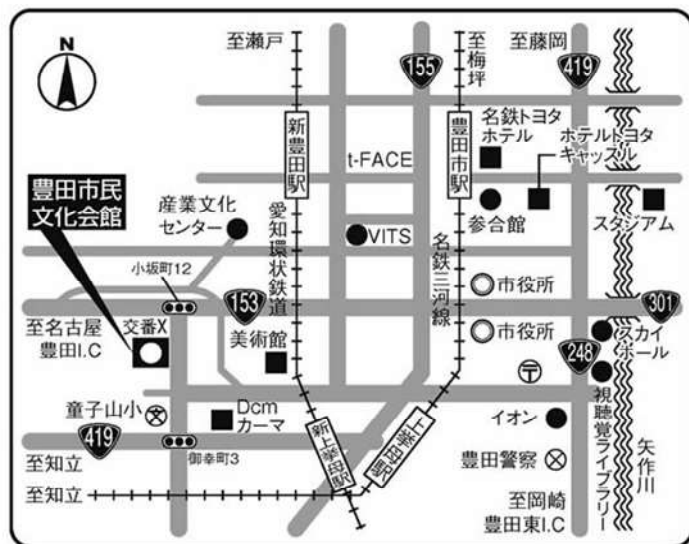 N
至瀬戸
155
至梅坪
至藤岡
419
新豊田駅
豊田市駅
名鉄トヨタ
ホテル
ホテルトヨタ
キャッスル
t-FACE
豊田市民
文化会館
産業文化
センター
愛知環状鉄道
VITS
名鉄三河線
参合館
スタジアム
小坂町12
153
市役所
301
至名古屋
豊田I.C
交番X
美術館
市役所
248
スカイ
ホール
〒
童子山小
文
Dcm
カーマ
イオン
視聴覚ライブラリー
矢作川
419
御幸町3
新上挙母駅
上挙母駅
豊田警察
至知立
至知立
至岡崎
豊田東I.C